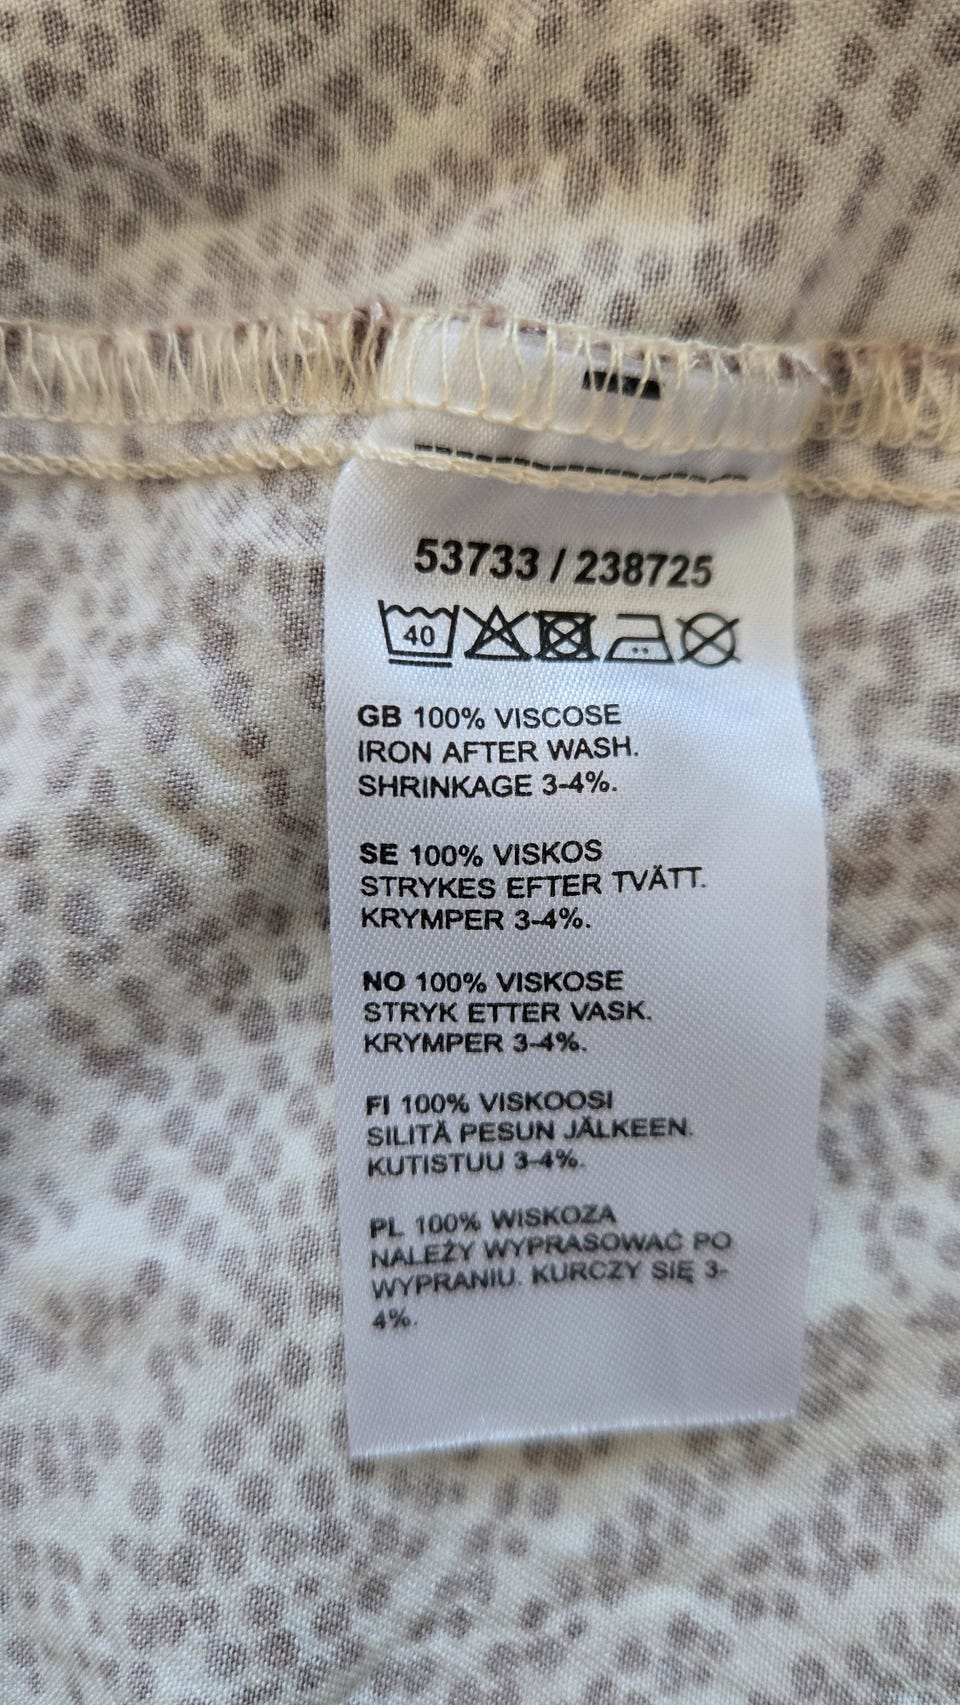 53733 / 238725
40
GB 100% VISCOSE
IRON AFTER WASH.
SHRINKAGE 3-4%.
SE 100% VISKOS
STRYKES EFTER TVÄTT.
KRYMPER 3-4%.
NO 100% VISKOSE
STRYK ETTER VASK.
KRYMPER 3-4%.
FI 100% VISKOOSI
SILITÄ PESUN JÄLKEEN.
KUTISTUU 3-4%.
PL 100% WISKOZA
NALEŻY WYPRASOWAĆ PO
WYPRANIU. KURCZY SIĘ 3-
4%.